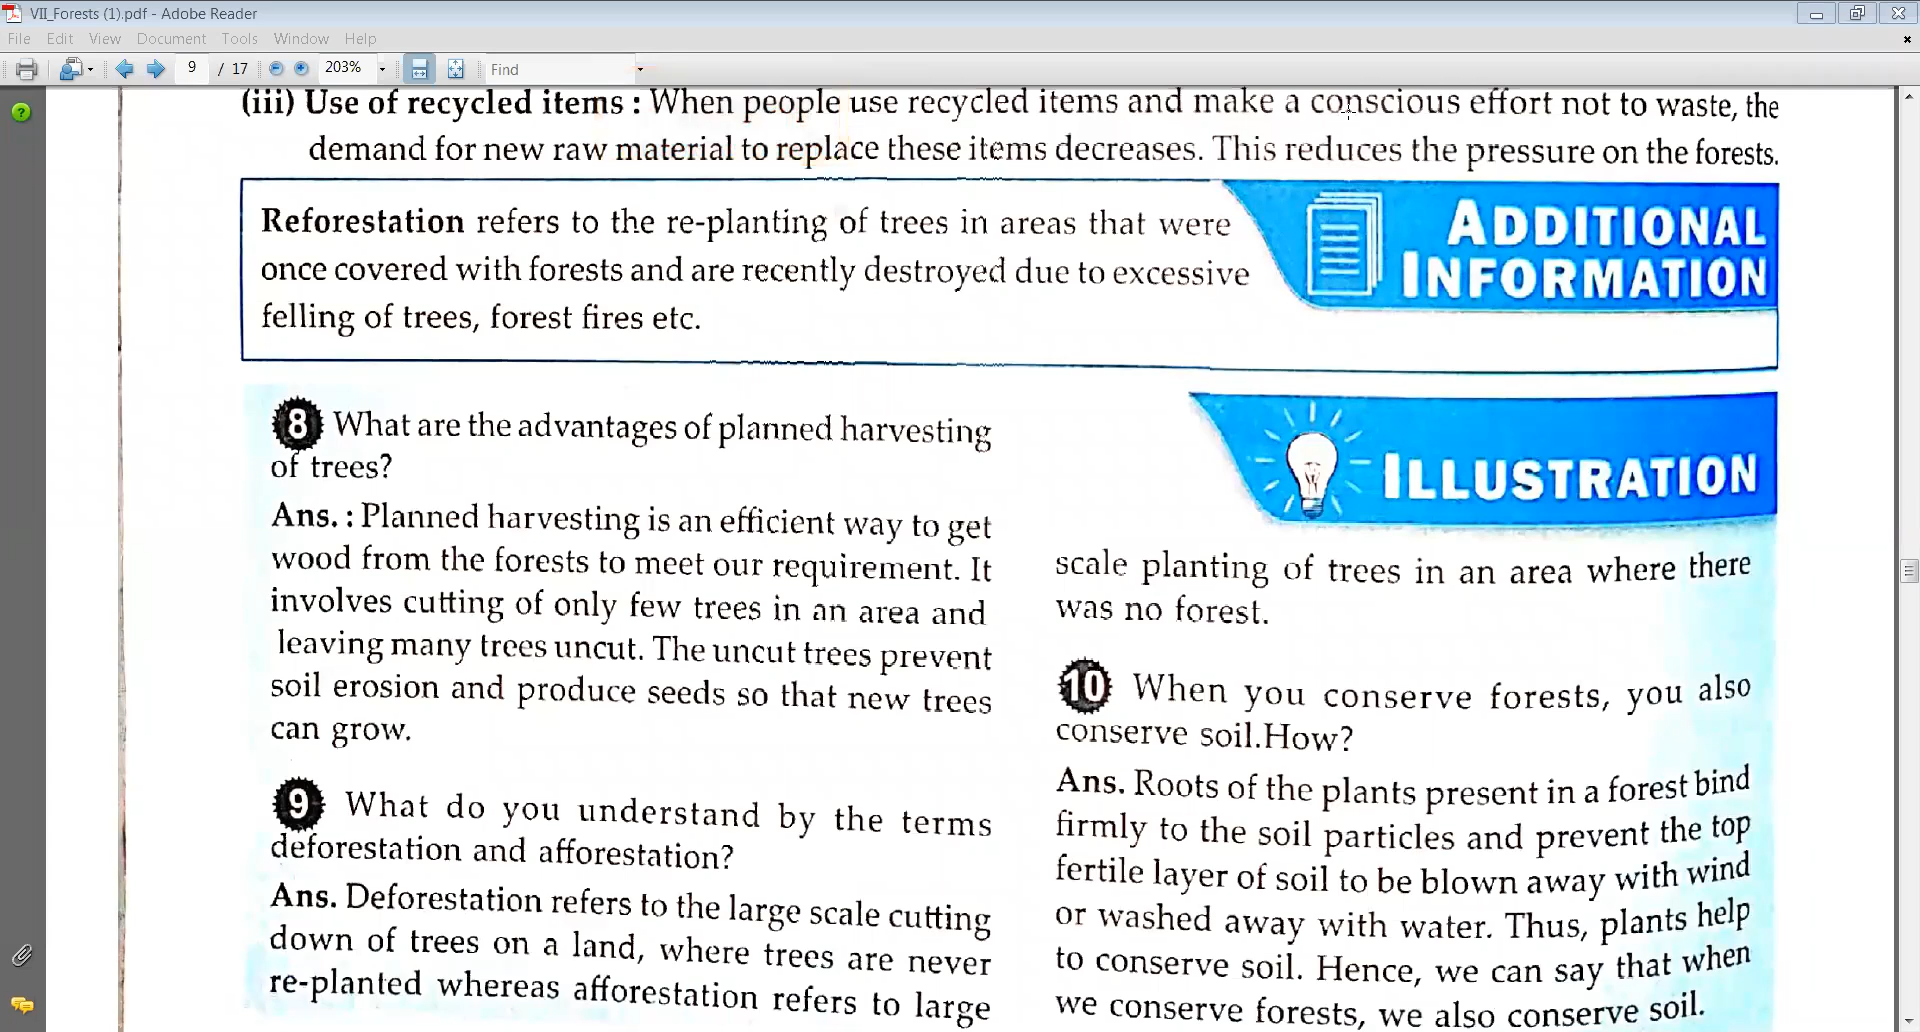 VII_Forests (1).pdf - Adobe Reader
File Edit View Document Tools Window Help
9 / 17 203% Find
(iii) Use of recycled items : When people use recycled items and make a conscious effort not to waste, the
demand for new raw material to replace these items decreases. This reduces the pressure on the forests.
Reforestation refers to the re-planting of trees in areas that were
once covered with forests and are recently destroyed due to excessive
felling of trees, forest fires etc.
ADDITIONAL
INFORMATION
8 What are the advantages of planned harvesting
of trees?
Ans. : Planned harvesting is an efficient way to get
wood from the forests to meet our requirement. It
involves cutting of only few trees in an area and
leaving many trees uncut. The uncut trees prevent
soil erosion and produce seeds so that new trees
can grow.
9 What do you understand by the terms
deforestation and afforestation?
Ans. Deforestation refers to the large scale cutting
down of trees on a land, where trees are never
re-planted whereas afforestation refers to large
ILLUSTRATION
scale planting of trees in an area where there
was no forest.
10 When you conserve forests, you also
conserve soil.How?
Ans. Roots of the plants present in a forest bind
firmly to the soil particles and prevent the top
fertile layer of soil to be blown away with wind
or washed away with water. Thus, plants help
to conserve soil. Hence, we can say that when
we conserve forests, we also conserve soil.